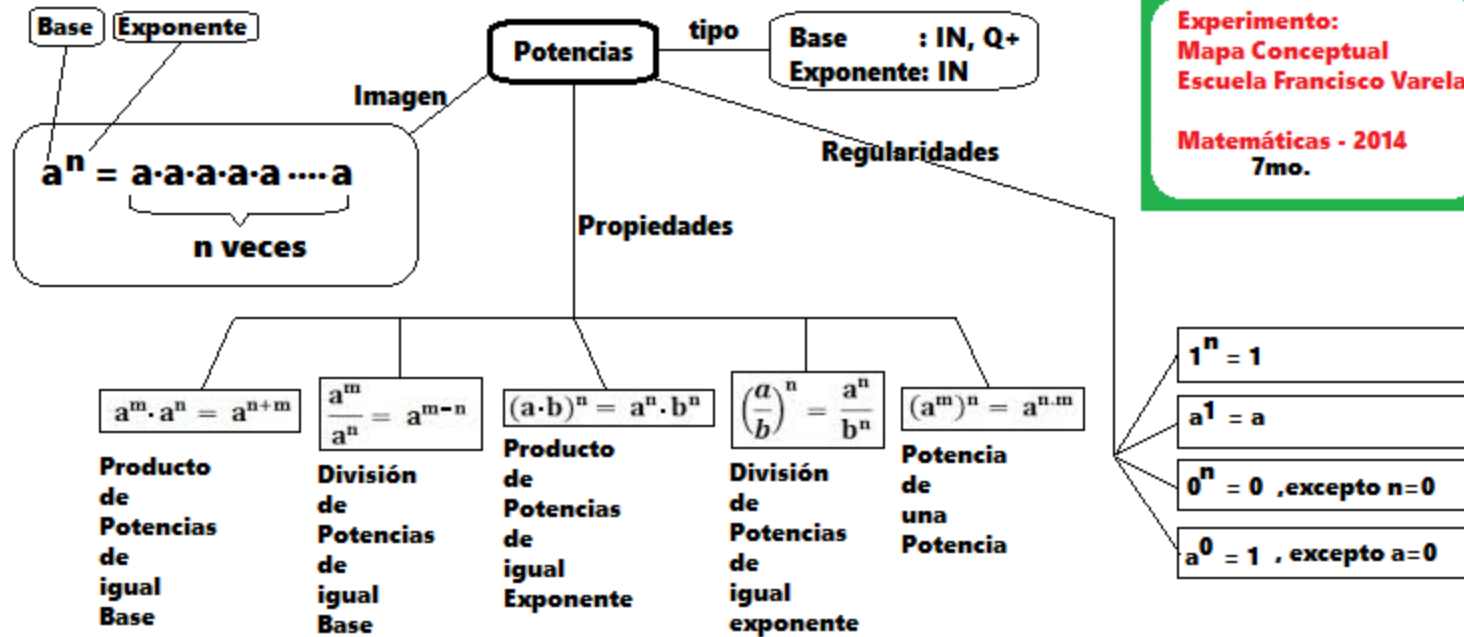 Base Exponente
Potencias
tipo
Base : IN, Q+
Exponente: IN
Experimento:
Mapa Conceptual
Escuela Francisco Varela
Matemáticas - 2014
7mo.
Imagen
aⁿ = a·a·a·a·a ···· a
n veces
Regularidades
Propiedades
aᵐ · aⁿ = aⁿ⁺ᵐ
Producto
de
Potencias
de
igual
Base
aᵐ/aⁿ = aᵐ⁻ⁿ
División
de
Potencias
de
igual
Base
(a·b)ⁿ = aⁿ · bⁿ
Producto
de
Potencias
de
igual
Exponente
(a/b)ⁿ = aⁿ/bⁿ
División
de
Potencias
de
igual
exponente
(aᵐ)ⁿ = aⁿ·ᵐ
Potencia
de
una
Potencia
1ⁿ = 1
a¹ = a
0ⁿ = 0 ,excepto n=0
a⁰ = 1 , excepto a=0